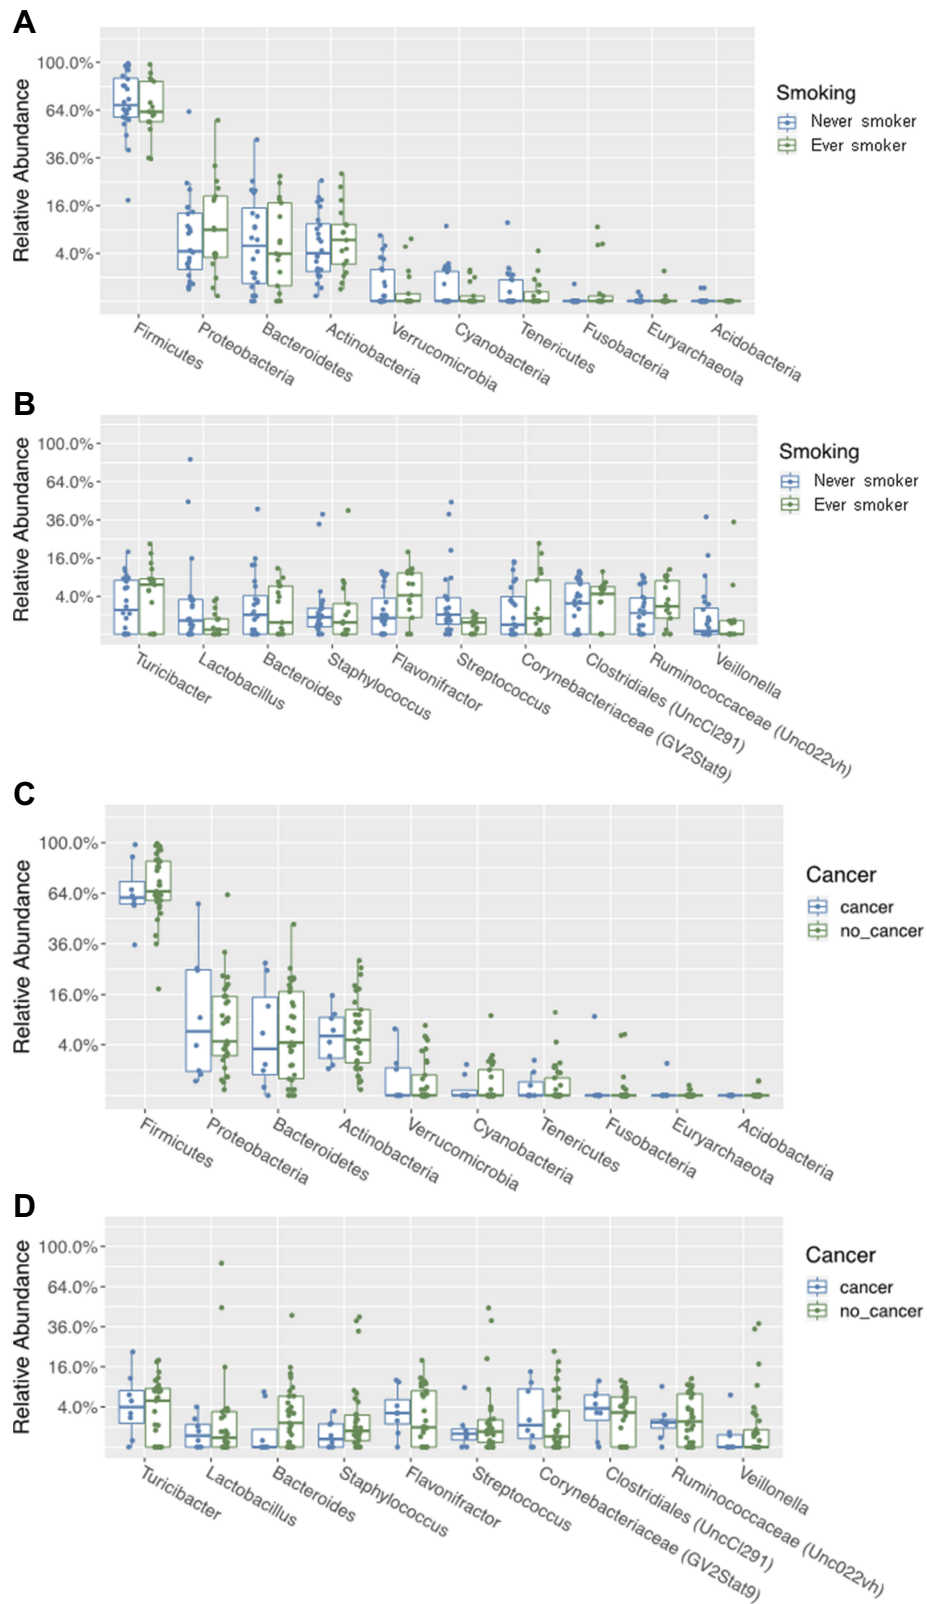 A
Relative Abundance
100.0%
64.0%
36.0%
16.0%
4.0%
Firmicutes
Proteobacteria
Bacteroidetes
Actinobacteria
Verrucomicrobia
Cyanobacteria
Tenericutes
Fusobacteria
Euryarchaeota
Acidobacteria
Smoking
Never smoker
Ever smoker
B
Relative Abundance
100.0%
64.0%
36.0%
16.0%
4.0%
Turicibacter
Lactobacillus
Bacteroides
Staphylococcus
Flavonifractor
Streptococcus
Corynebacteriaceae (GV2Stat9)
Clostridiales (UncCl291)
Ruminococcaceae (Unc022vh)
Veillonella
Smoking
Never smoker
Ever smoker
C
Relative Abundance
100.0%
64.0%
36.0%
16.0%
4.0%
Firmicutes
Proteobacteria
Bacteroidetes
Actinobacteria
Verrucomicrobia
Cyanobacteria
Tenericutes
Fusobacteria
Euryarchaeota
Acidobacteria
Cancer
cancer
no_cancer
D
Relative Abundance
100.0%
64.0%
36.0%
16.0%
4.0%
Turicibacter
Lactobacillus
Bacteroides
Staphylococcus
Flavonifractor
Streptococcus
Corynebacteriaceae (GV2Stat9)
Clostridiales (UncCl291)
Ruminococcaceae (Unc022vh)
Veillonella
Cancer
cancer
no_cancer